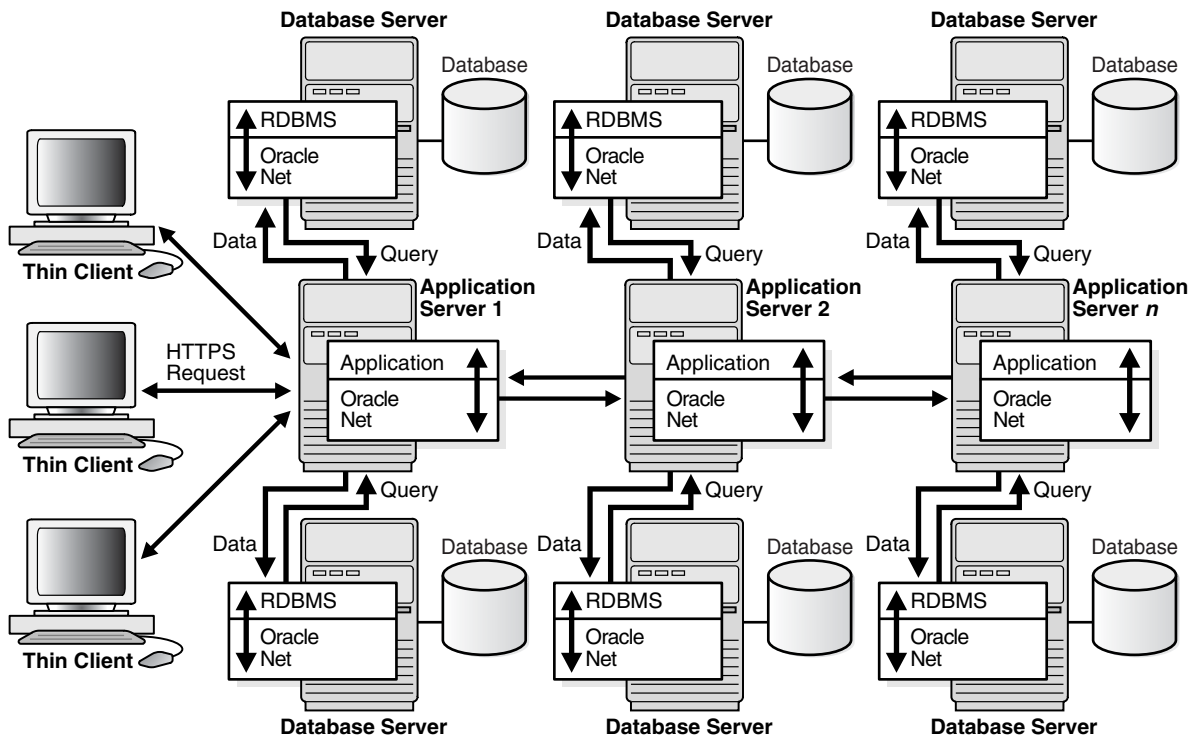 Database Server
Database Server
Database Server
Database
Database
Database
RDBMS
Oracle
Net
RDBMS
Oracle
Net
RDBMS
Oracle
Net
Thin Client
Data
Query
Data
Query
Data
Query
Application
Server 1
Application
Server 2
Application
Server n
HTTPS
Request
Application
Oracle
Net
Application
Oracle
Net
Application
Oracle
Net
Thin Client
Query
Query
Query
Data
Database
Data
Database
Data
Database
RDBMS
Oracle
Net
RDBMS
Oracle
Net
RDBMS
Oracle
Net
Thin Client
Database Server
Database Server
Database Server